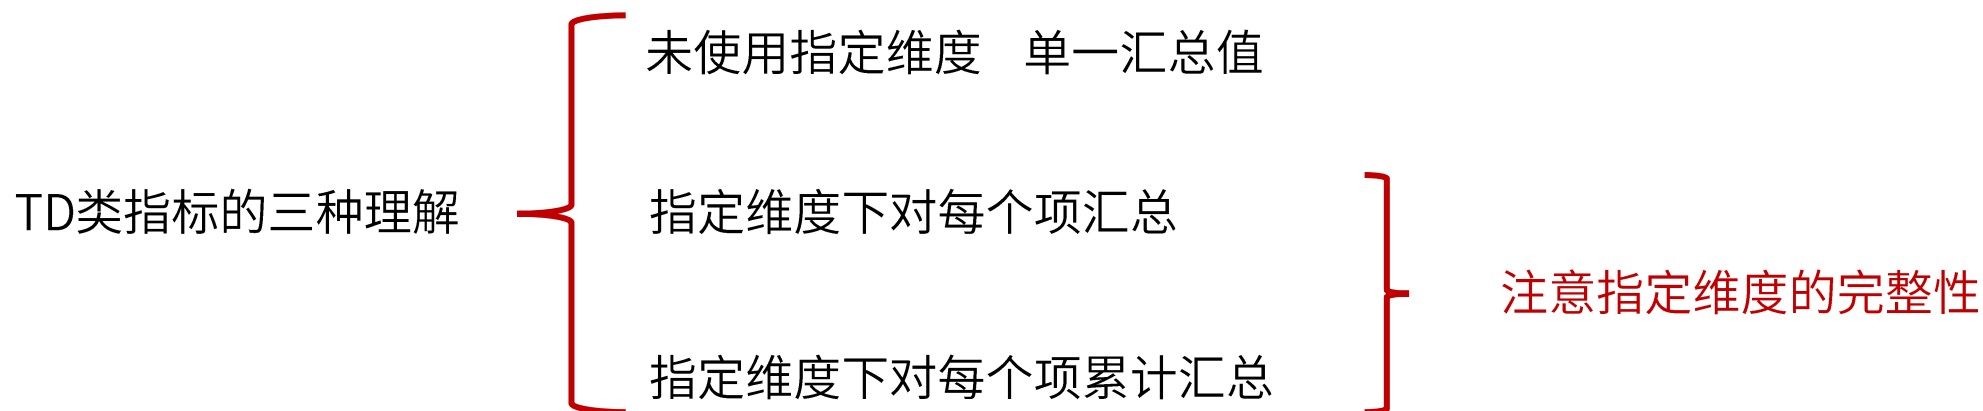 未使用指定维度 单一汇总值
TD类指标的三种理解
指定维度下对每个项汇总
注意指定维度的完整性
指定维度下对每个项累计汇总